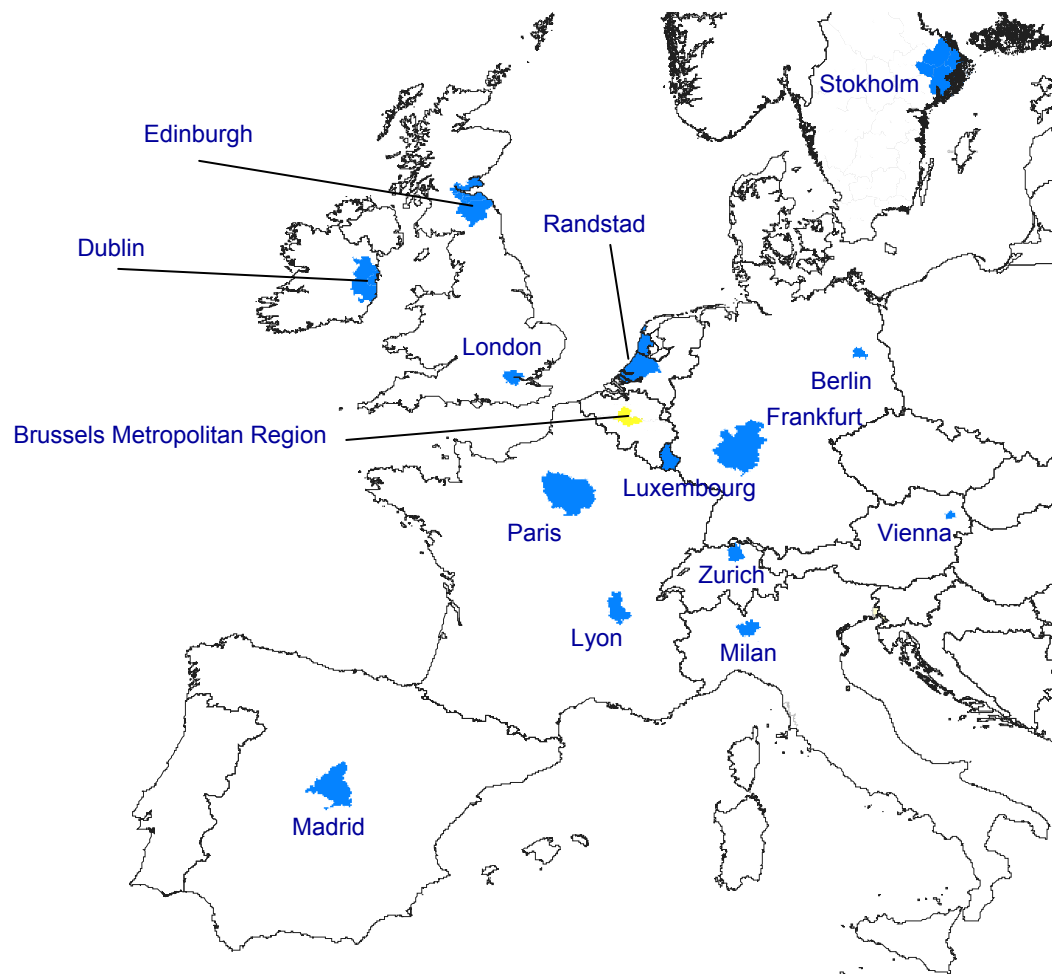 Stokholm
Edinburgh
Randstad
Dublin
London
Berlin
Frankfurt
Brussels Metropolitan Region
Luxembourg
Paris
Vienna
Zurich
Lyon
Milan
Madrid